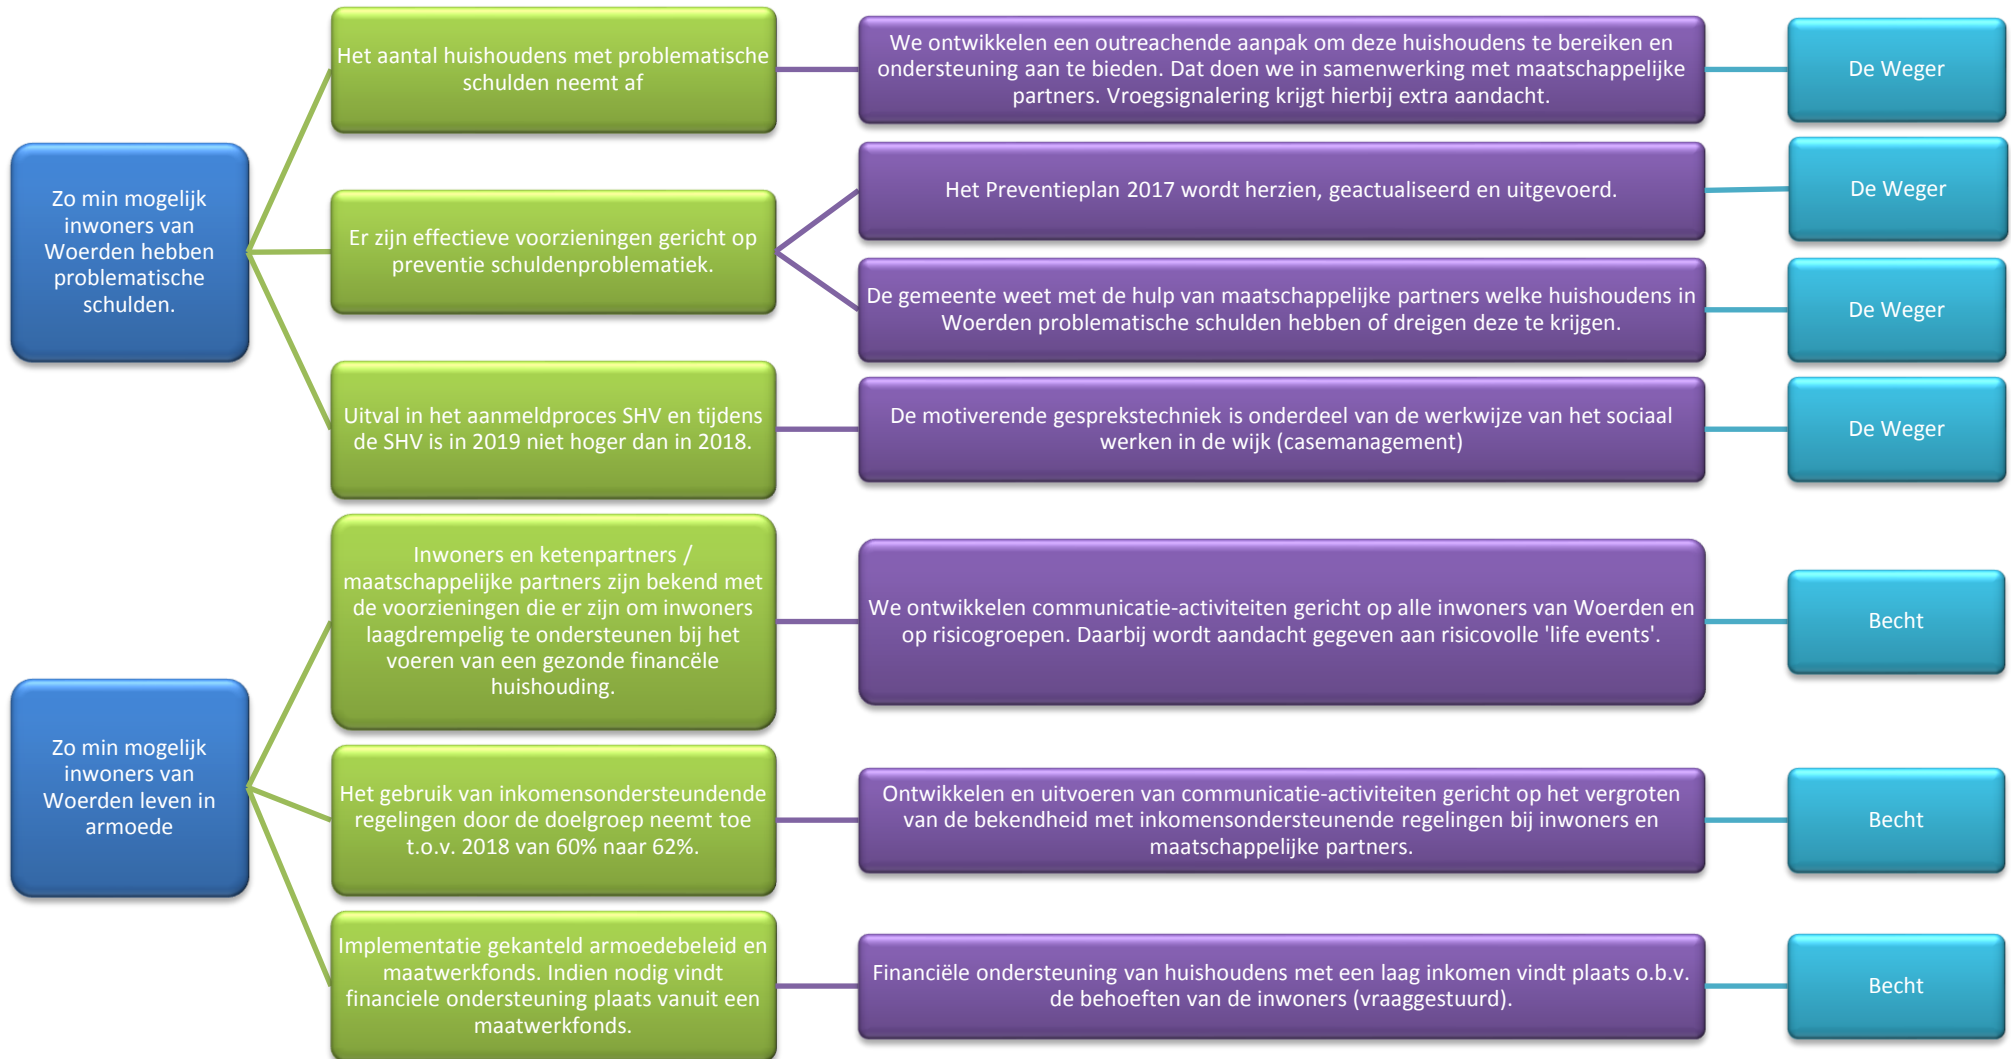 Zo min mogelijk
inwoners van
Woerden hebben
problematische
schulden.
Het aantal huishoudens met problematische
schulden neemt af
We ontwikkelen een outreachende aanpak om deze huishoudens te bereiken en
ondersteuning aan te bieden. Dat doen we in samenwerking met maatschappelijke
partners. Vroegsignalering krijgt hierbij extra aandacht.
De Weger
Er zijn effectieve voorzieningen gericht op
preventie schuldenproblematiek.
Het Preventieplan 2017 wordt herzien, geactualiseerd en uitgevoerd.
De Weger
De gemeente weet met de hulp van maatschappelijke partners welke huishoudens in
Woerden problematische schulden hebben of dreigen deze te krijgen.
De Weger
Uitval in het aanmeldproces SHV en tijdens
de SHV is in 2019 niet hoger dan in 2018.
De motiverende gesprekstechniek is onderdeel van de werkwijze van het sociaal
werken in de wijk (casemanagement)
De Weger
Zo min mogelijk
inwoners van
Woerden leven in
armoede
Inwoners en ketenpartners /
maatschappelijke partners zijn bekend met
de voorzieningen die er zijn om inwoners
laagdrempelig te ondersteunen bij het
voeren van een gezonde financële
huishouding.
We ontwikkelen communicatie-activiteiten gericht op alle inwoners van Woerden en
op risicogroepen. Daarbij wordt aandacht gegeven aan risicovolle 'life events'.
Becht
Het gebruik van inkomensondersteundende
regelingen door de doelgroep neemt toe
t.o.v. 2018 van 60% naar 62%.
Ontwikkelen en uitvoeren van communicatie-activiteiten gericht op het vergroten
van de bekendheid met inkomensondersteunende regelingen bij inwoners en
maatschappelijke partners.
Becht
Implementatie gekanteld armoedebeleid en
maatwerkfonds. Indien nodig vindt
financiele ondersteuning plaats vanuit een
maatwerkfonds.
Financiële ondersteuning van huishoudens met een laag inkomen vindt plaats o.b.v.
de behoeften van de inwoners (vraaggestuurd).
Becht